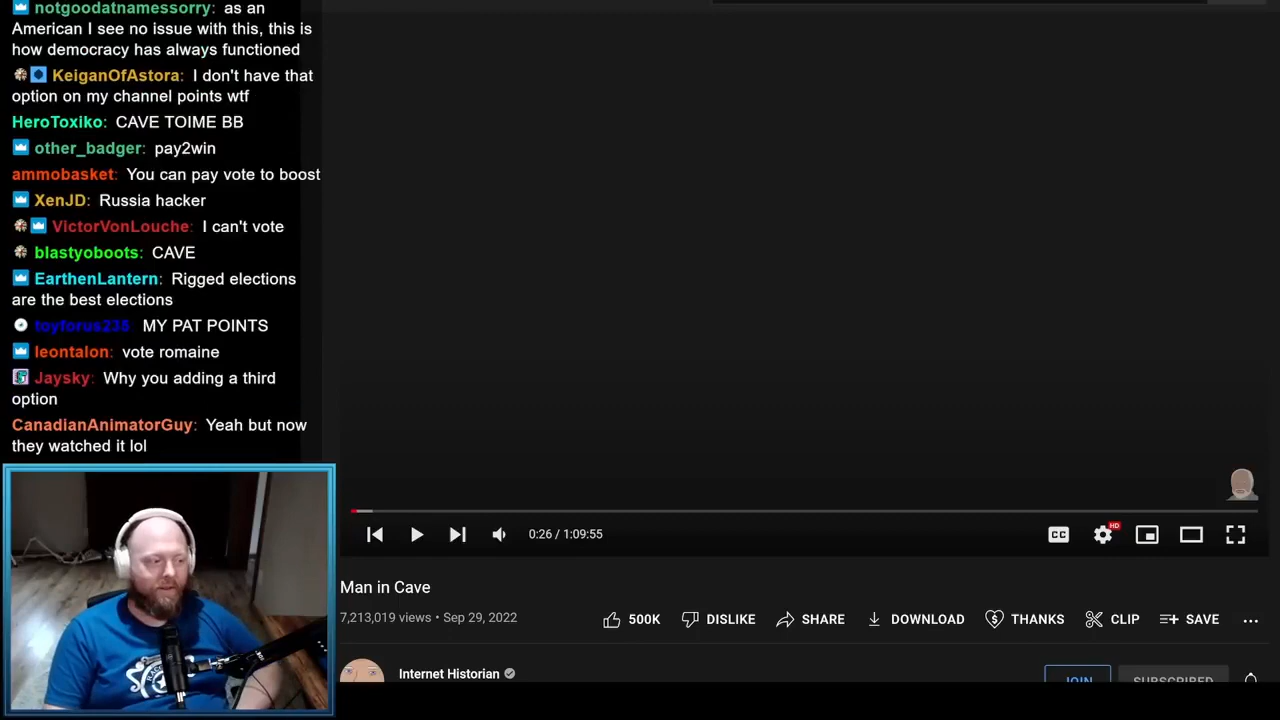 notgoodatnamessorry: as an
American I see no issue with this, this is
how democracy has always functioned
KeiganOfAstora: I don't have that
option on my channel points wtf
HeroToxiko: CAVE TOIME BB
other_badger: pay2win
ammobasket: You can pay vote to boost
XenJD: Russia hacker
VictorVonLouche: I can't vote
blastyoboots: CAVE
EarthenLantern: Rigged elections
are the best elections
toyforus235 MY PAT POINTS
leontalon: vote romaine
Jaysky: Why you adding a third
option
CanadianAnimatorGuy: Yeah but now
they watched it lol
0:26 / 1:09:55
CC
HD
Man in Cave
7,213,019 views • Sep 29, 2022
500K
DISLIKE
SHARE
DOWNLOAD
THANKS
CLIP
SAVE
Internet Historian
JOIN
SUBSCRIBED